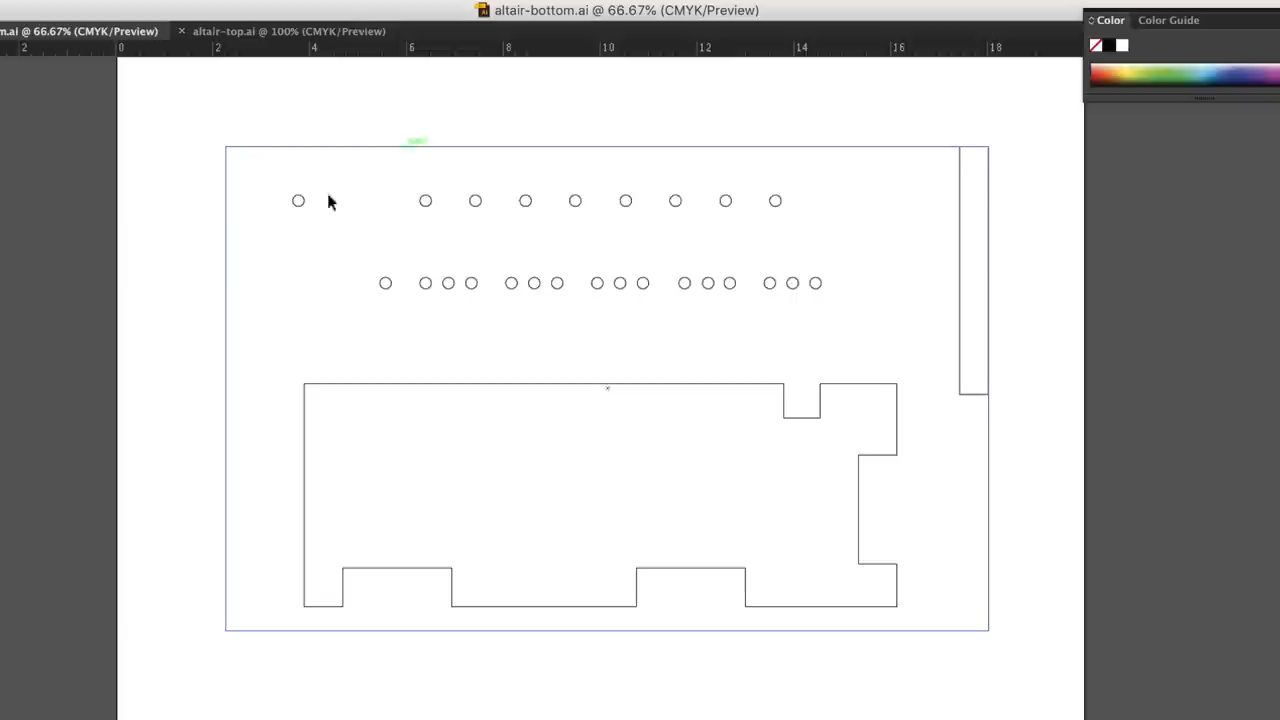 altair-bottom.ai @ 66.67% (CMYK/Preview)
m.ai @ 66.67% (CMYK/Preview) × altair-top.ai @ 100% (CMYK/Preview)
2 0 2 4 6 8 10 12 14 16 18
Color Color Guide